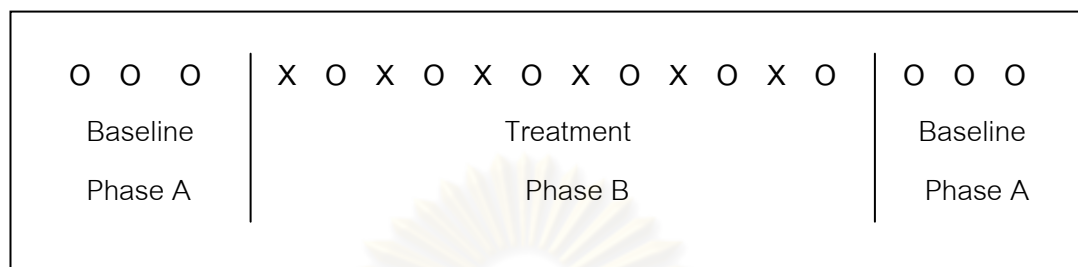 O O O X O X O X O X O X O X O O O O
Baseline Treatment Baseline
Phase A Phase B Phase A